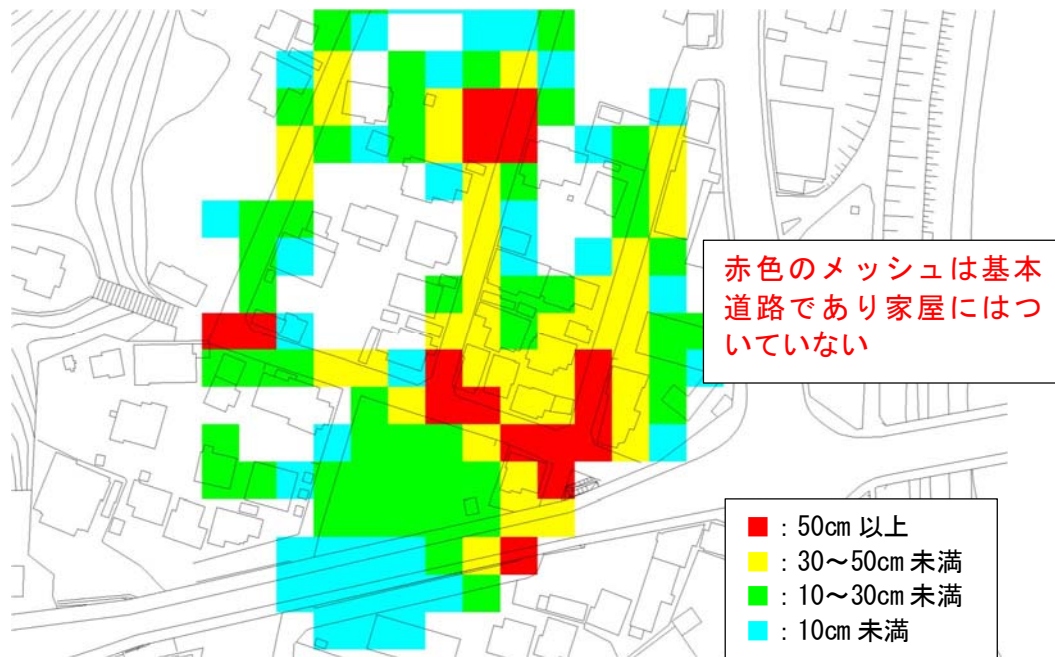 赤色のメッシュは基本
道路であり家屋にはつ
いていない
：50cm 以上
：30～50cm 未満
：10～30cm 未満
：10cm 未満